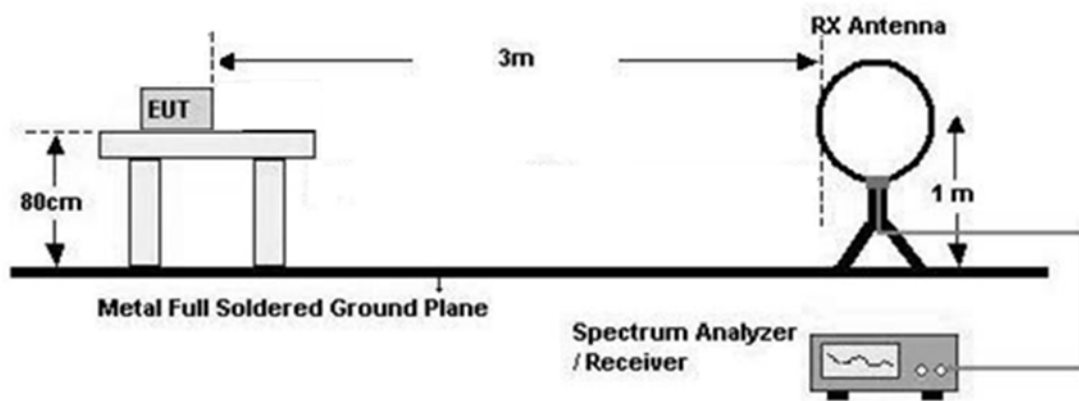 RX Antenna
3m
EUT
80cm
1 m
Metal Full Soldered Ground Plane
Spectrum Analyzer
/ Receiver